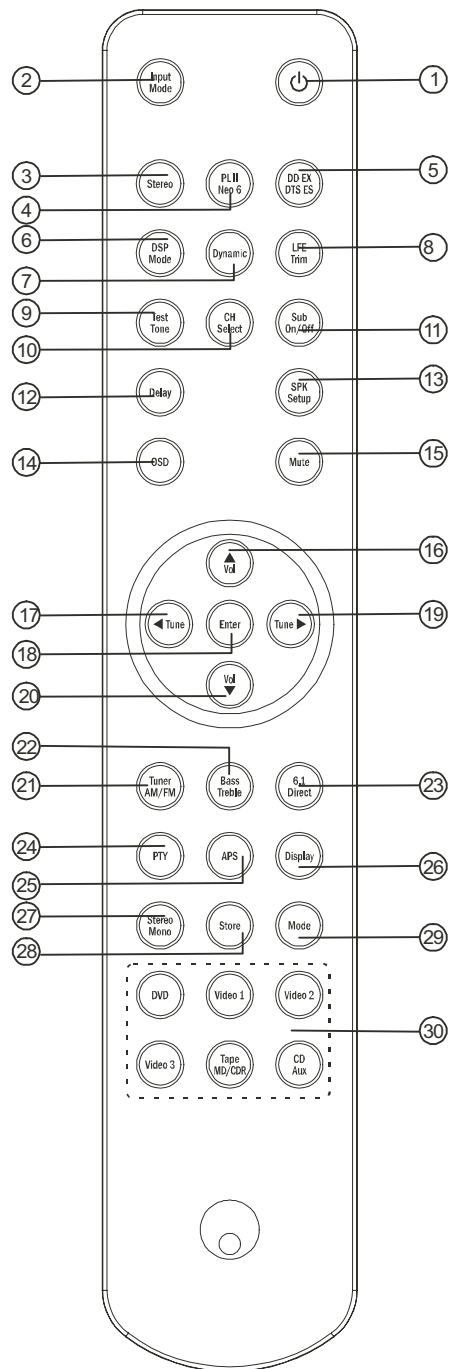 2
Input
Mode
1
3
Stereo
4
PL II
Neo 6
5
DD EX
DTS ES
6
DSP
Mode
7
Dynamic
8
LFE
Trim
9
Test
Tone
10
CH
Select
11
Sub
On/Off
12
Delay
13
SPK
Setup
14
OSD
15
Mute
16
▲
Vol
17
◀ Tune
18
Enter
19
Tune ▶
20
Vol
▼
22
21
Tuner
AM/FM
Bass
Treble
23
6.1
Direct
24
PTY
25
APS
26
Display
27
Stereo
Mono
28
Store
29
Mode
DVD
Video 1
Video 2
30
Video 3
Tape
MD/CDR
CD
Aux